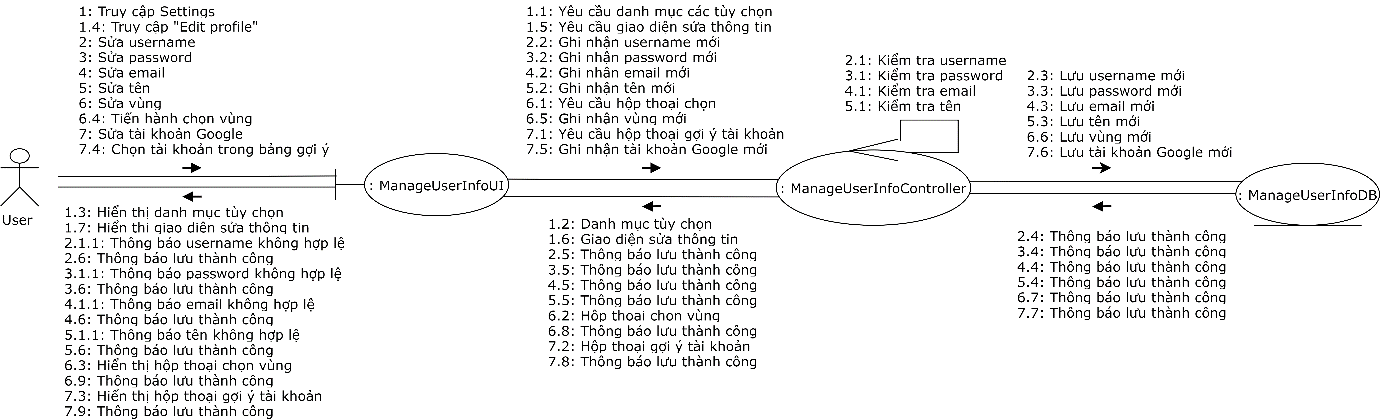 1: Truy cập Settings
1.4: Truy cập "Edit profile"
2: Sửa username
3: Sửa password
4: Sửa email
5: Sửa tên
6: Sửa vùng
6.4: Tiến hành chọn vùng
7: Sửa tài khoản Google
7.4: Chọn tài khoản trong bảng gợi ý
1.1: Yêu cầu danh mục các tùy chọn
1.5: Yêu cầu giao diện sửa thông tin
2.2: Ghi nhận username mới
3.2: Ghi nhận password mới
4.2: Ghi nhận email mới
5.2: Ghi nhận tên mới
6.1: Yêu cầu hộp thoại chọn
6.5: Ghi nhận vùng mới
7.1: Yêu cầu hộp thoại gợi ý tài khoản
7.5: Ghi nhận tài khoản Google mới
2.1: Kiểm tra username
3.1: Kiểm tra password
4.1: Kiểm tra email
5.1: Kiểm tra tên
2.3: Lưu username mới
3.3: Lưu password mới
4.3: Lưu email mới
5.3: Lưu tên mới
6.6: Lưu vùng mới
7.6: Lưu tài khoản Google mới
User
: ManageUserInfoUI
: ManageUserInfoController
: ManageUserInfoDB
1.3: Hiển thị danh mục tùy chọn
1.7: Hiển thị giao diện sửa thông tin
2.1.1: Thông báo username không hợp lệ
2.6: Thông báo lưu thành công
3.1.1: Thông báo password không hợp lệ
3.6: Thông báo lưu thành công
4.1.1: Thông báo email không hợp lệ
4.6: Thông báo lưu thành công
5.1.1: Thông báo tên không hợp lệ
5.6: Thông báo lưu thành công
6.3: Hiển thị hộp thoại chọn vùng
6.9: Thông báo lưu thành công
7.3: Hiển thị hộp thoại gợi ý tài khoản
7.9: Thông báo lưu thành công
1.2: Danh mục tùy chọn
1.6: Giao diện sửa thông tin
2.5: Thông báo lưu thành công
3.5: Thông báo lưu thành công
4.5: Thông báo lưu thành công
5.5: Thông báo lưu thành công
6.2: Hộp thoại chọn vùng
6.8: Thông báo lưu thành công
7.2: Hộp thoại gợi ý tài khoản
7.8: Thông báo lưu thành công
2.4: Thông báo lưu thành công
3.4: Thông báo lưu thành công
4.4: Thông báo lưu thành công
5.4: Thông báo lưu thành công
6.7: Thông báo lưu thành công
7.7: Thông báo lưu thành công